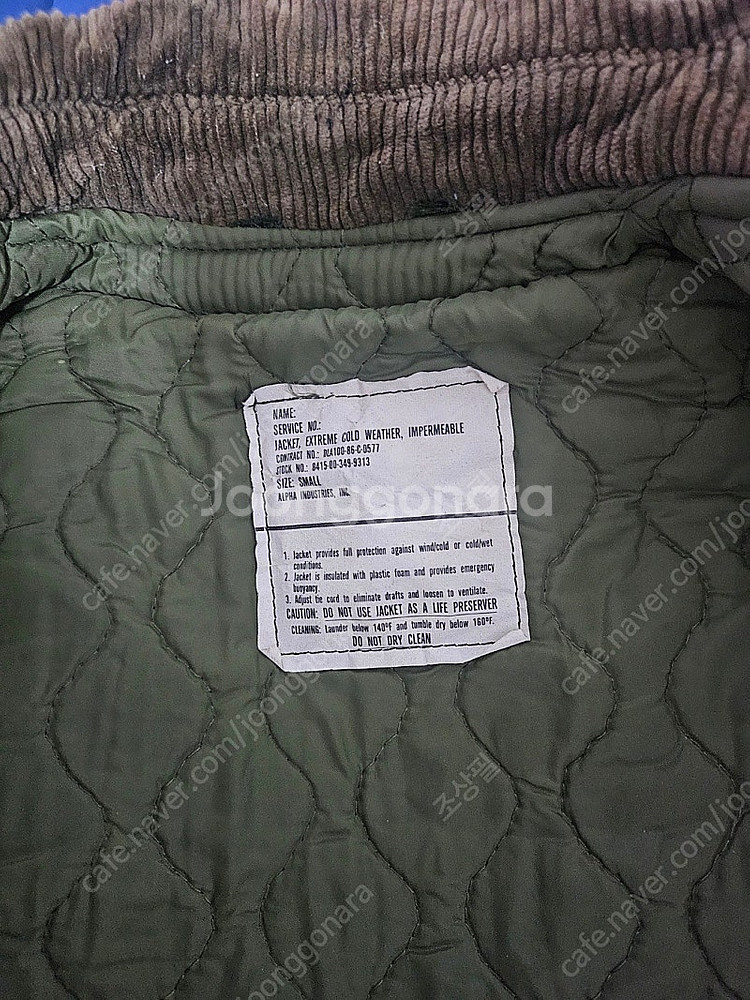 NAME:
SERVICE NO.:
JACKET, EXTREME COLD WEATHER, IMPERMEABLE
CONTRACT NO.: DLA100-86-C-0577
STOCK NO.: 8415-00-349-9313
SIZE: SMALL
ALPHA INDUSTRIES, INC.
Joonggonara
1. Jacket provides full protection against wind/cold or cold/wet
conditions.
2. Jacket is insulated with plastic foam and provides emergency
buoyancy.
3. Adjust tie cord to eliminate drafts and loosen to ventilate.
CAUTION: DO NOT USE JACKET AS A LIFE PRESERVER
CLEANING: Launder below 140°F and tumble dry below 160°F.
DO NOT DRY CLEAN
cafe.naver.com/joonggonara
조상필